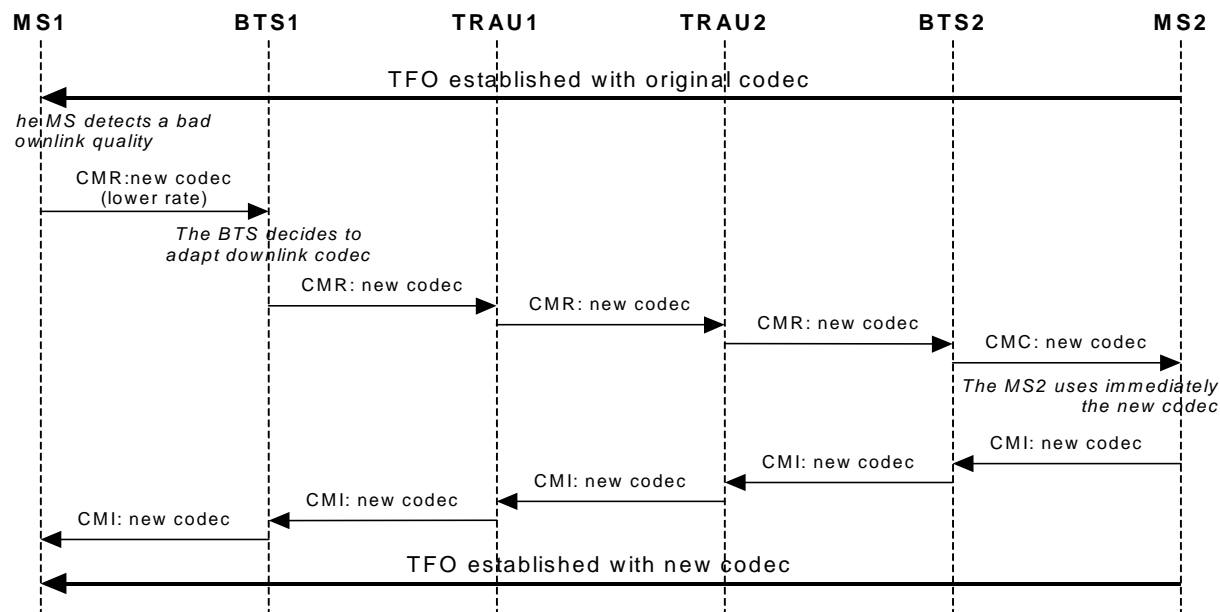 MS1 BTS1 TRAU1 TRAU2 BTS2 MS2
TFO established with original codec
he MS detects a bad
ownlink quality
CMR:new codec
(lower rate)
The BTS decides to
adapt downlink codec
CMR: new codec
CMR: new codec
CMR: new codec
CMC: new codec
The MS2 uses immediately
the new codec
CMI: new codec
CMI: new codec
CMI: new codec
CMI: new codec
CMI: new codec
TFO established with new codec